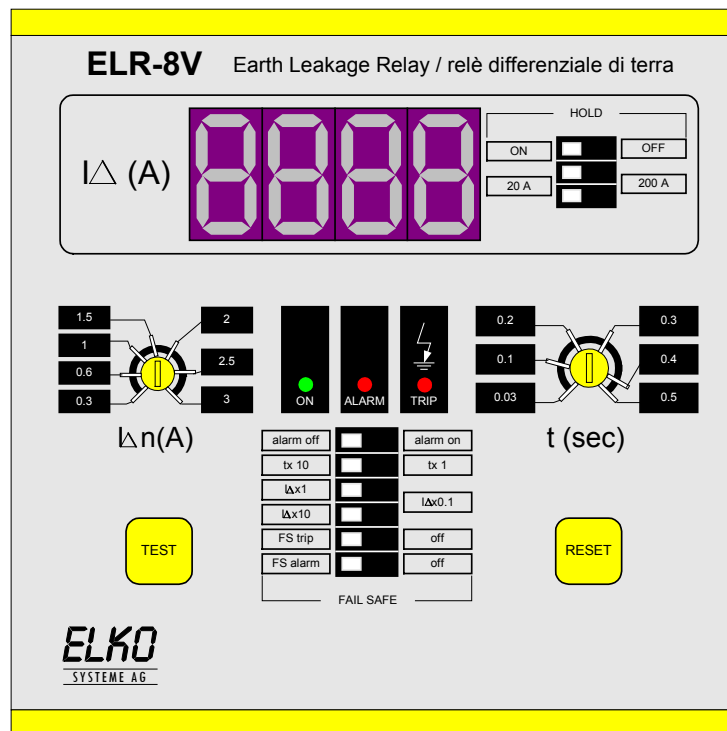 ELR-8V Earth Leakage Relay / relè differenziale di terra
I△ (A)
HOLD
ON OFF
20 A 200 A
1.5 2
1 2.5
0.6
0.3 3
I△n(A)
ON ALARM TRIP
0.2 0.3
0.1 0.4
0.03 0.5
t (sec)
alarm off alarm on
tx 10 tx 1
I△x1 I△x0.1
I△x10
FS trip off
FS alarm off
FAIL SAFE
TEST
RESET
ELKO
SYSTEME AG